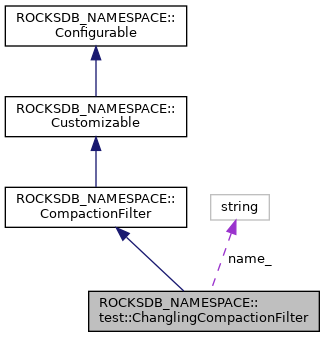 ROCKSDB_NAMESPACE::
Configurable
ROCKSDB_NAMESPACE::
Customizable
ROCKSDB_NAMESPACE::
CompactionFilter
string
name_
ROCKSDB_NAMESPACE::
test::ChanglingCompactionFilter